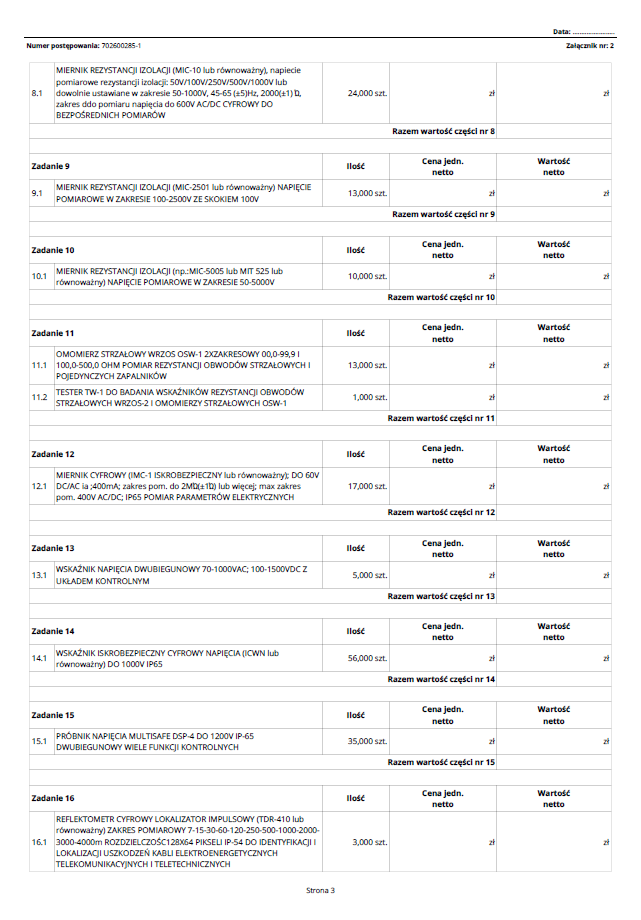 Data: ........................
Numer postępowania: 702600285-1 Załącznik nr: 2
8.1 MIERNIK REZYSTANCJI IZOLACJI (MIC-10 lub równoważny), napiecie
pomiarowe rezystancji izolacji: 50V/100V/250V/500V/1000V lub
dowolnie ustawiane w zakresie 50-1000V, 45-65 (±5)Hz, 2000(±1)Ώ,
zakres ddo pomiaru napięcia do 600V AC/DC CYFROWY DO
BEZPOŚREDNICH POMIARÓW
24,000 szt. zł zł
Razem wartość części nr 8
Zadanie 9 Ilość Cena jedn. netto Wartość netto
9.1 MIERNIK REZYSTANCJI IZOLACJI (MIC-2501 lub równoważny) NAPIĘCIE
POMIAROWE W ZAKRESIE 100-2500V ZE SKOKIEM 100V
13,000 szt. zł zł
Razem wartość części nr 9
Zadanie 10 Ilość Cena jedn. netto Wartość netto
10.1 MIERNIK REZYSTANCJI IZOLACJI (np.:MIC-5005 lub MIT 525 lub
równoważny) NAPIĘCIE POMIAROWE W ZAKRESIE 50-5000V
10,000 szt. zł zł
Razem wartość części nr 10
Zadanie 11 Ilość Cena jedn. netto Wartość netto
11.1 OMOMIERZ STRZAŁOWY WRZOS OSW-1 2XZAKRESOWY 00,0-99,9 I
100,0-500,0 OHM POMIAR REZYSTANCJI OBWODÓW STRZAŁOWYCH I
POJEDYNCZYCH ZAPALNIKÓW
13,000 szt. zł zł
11.2 TESTER TW-1 DO BADANIA WSKAŹNIKÓW REZYSTANCJI OBWODÓW
STRZAŁOWYCH WRZOS-2 I OMOMIERZY STRZAŁOWYCH OSW-1
1,000 szt. zł zł
Razem wartość części nr 11
Zadanie 12 Ilość Cena jedn. netto Wartość netto
12.1 MIERNIK CYFROWY (IMC-1 ISKROBEZPIECZNY lub równoważny); DO 60V
DC/AC ia ;400mA; zakres pom. do 2MΏ(±1Ώ) lub więcej; max zakres
pom. 400V AC/DC; IP65 POMIAR PARAMETRÓW ELEKTRYCZNYCH
17,000 szt. zł zł
Razem wartość części nr 12
Zadanie 13 Ilość Cena jedn. netto Wartość netto
13.1 WSKAŹNIK NAPIĘCIA DWUBIEGUNOWY 70-1000VAC; 100-1500VDC Z
UKŁADEM KONTROLNYM
5,000 szt. zł zł
Razem wartość części nr 13
Zadanie 14 Ilość Cena jedn. netto Wartość netto
14.1 WSKAŹNIK ISKROBEZPIECZNY CYFROWY NAPIĘCIA (ICWN lub
równoważny) DO 1000V IP65
56,000 szt. zł zł
Razem wartość części nr 14
Zadanie 15 Ilość Cena jedn. netto Wartość netto
15.1 PRÓBNIK NAPIĘCIA MULTISAFE DSP-4 DO 1200V IP-65
DWUBIEGUNOWY WIELE FUNKCJI KONTROLNYCH
35,000 szt. zł zł
Razem wartość części nr 15
Zadanie 16 Ilość Cena jedn. netto Wartość netto
16.1 REFLEKTOMETR CYFROWY LOKALIZATOR IMPULSOWY (TDR-410 lub
równoważny) ZAKRES POMIAROWY 7-15-30-60-120-250-500-1000-2000-
3000-4000m ROZDZIELCZOŚĆ128X64 PIKSELI IP-54 DO IDENTYFIKACJI I
LOKALIZACJI USZKODZEŃ KABLI ELEKTROENERGETYCZNYCH
TELEKOMUNIKACYJNYCH I TELETECHNICZNYCH
3,000 szt. zł zł
Strona 3